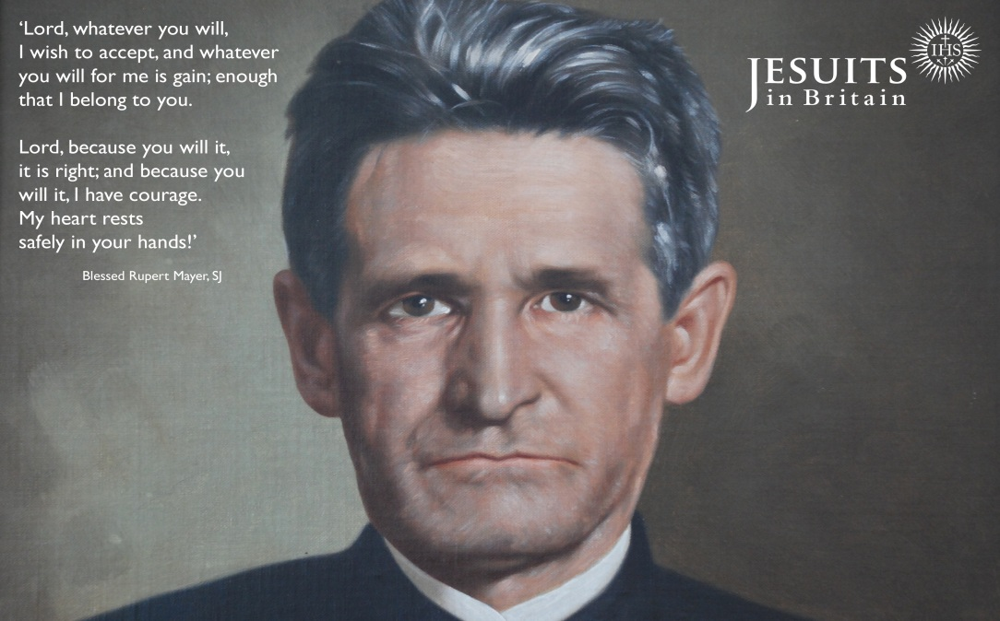 ‘Lord, whatever you will,
I wish to accept, and whatever
you will for me is gain; enough
that I belong to you.
Lord, because you will it,
it is right; and because you
will it, I have courage.
My heart rests
safely in your hands!’
Blessed Rupert Mayer, SJ
JESUITS
in Britain
IHS